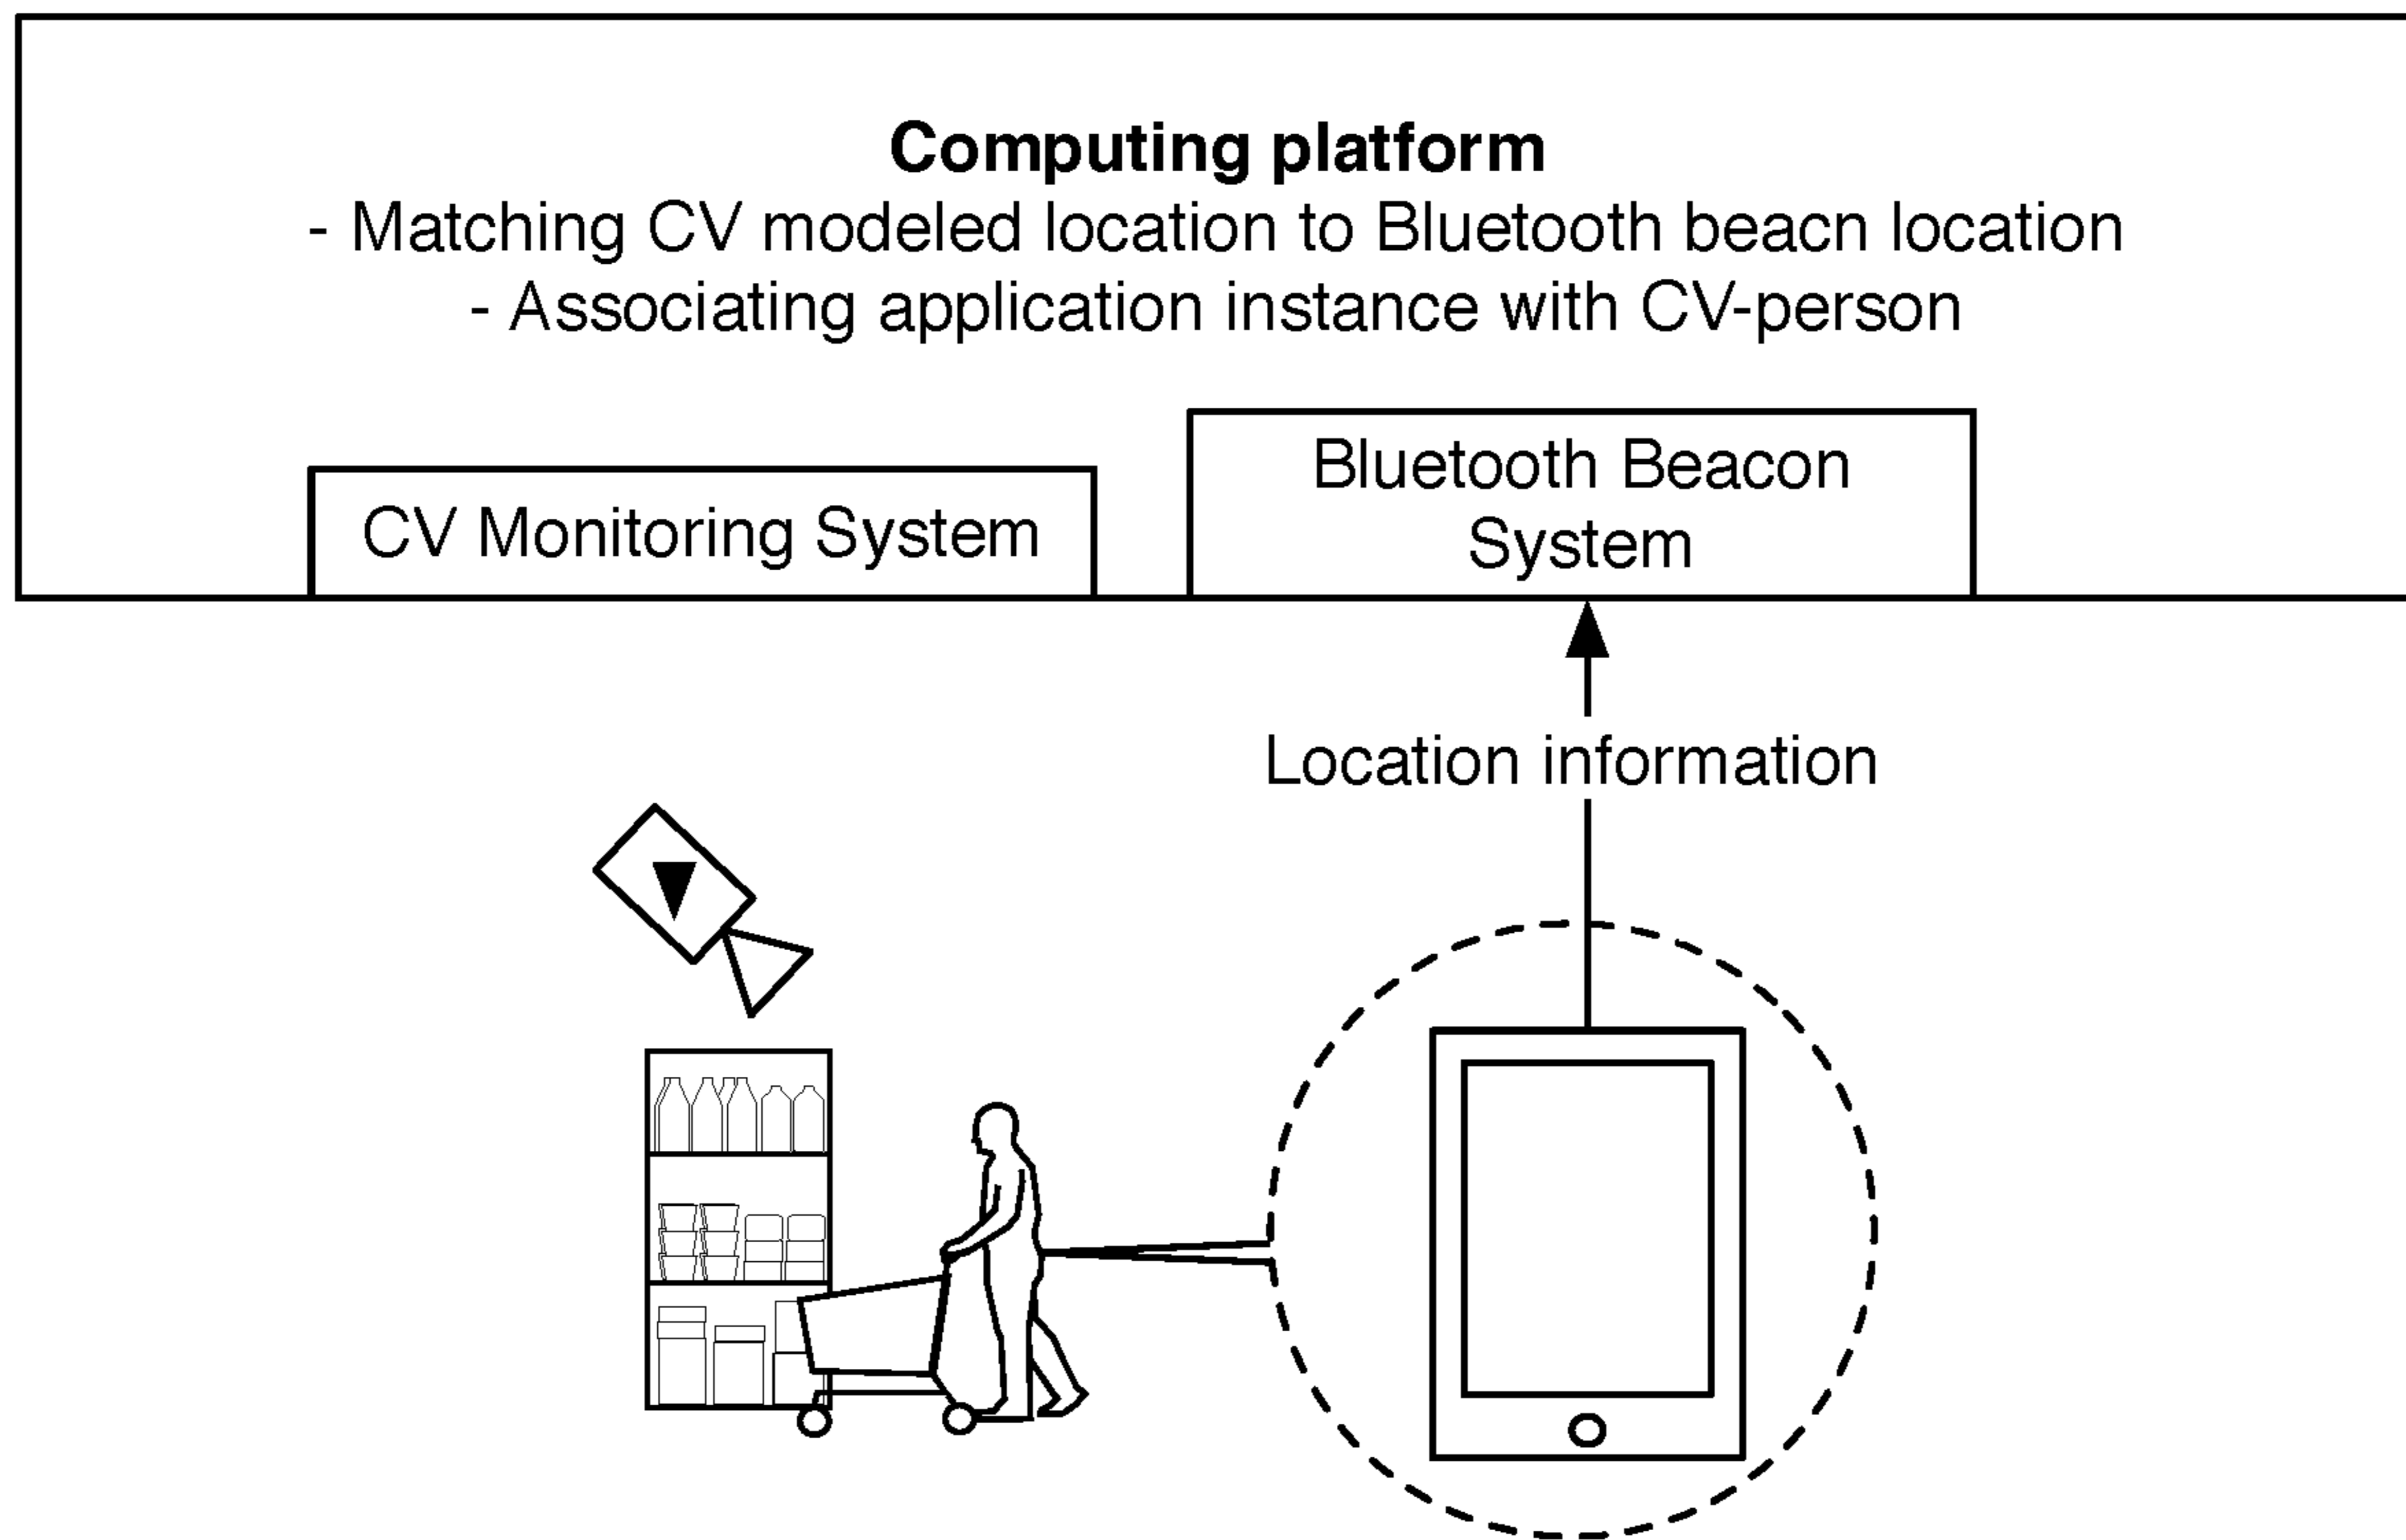 Computing platform
- Matching CV modeled location to Bluetooth beacn location
- Associating application instance with CV-person
CV Monitoring System
Bluetooth Beacon
System
Location information